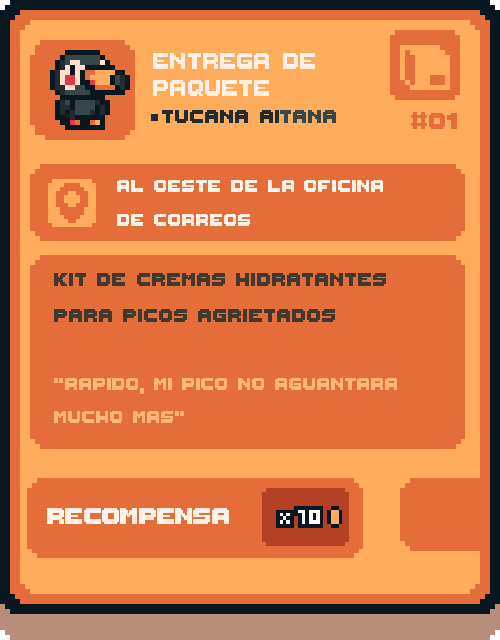 ENTREGA DE
PAQUETE
•TUCANA AITANA
#01
AL OESTE DE LA OFICINA
DE CORREOS
KIT DE CREMAS HIDRATANTES
PARA PICOS AGRIETADOS
"RAPIDO, MI PICO NO AGUANTARA
MUCHO MAS"
RECOMPENSA
x10